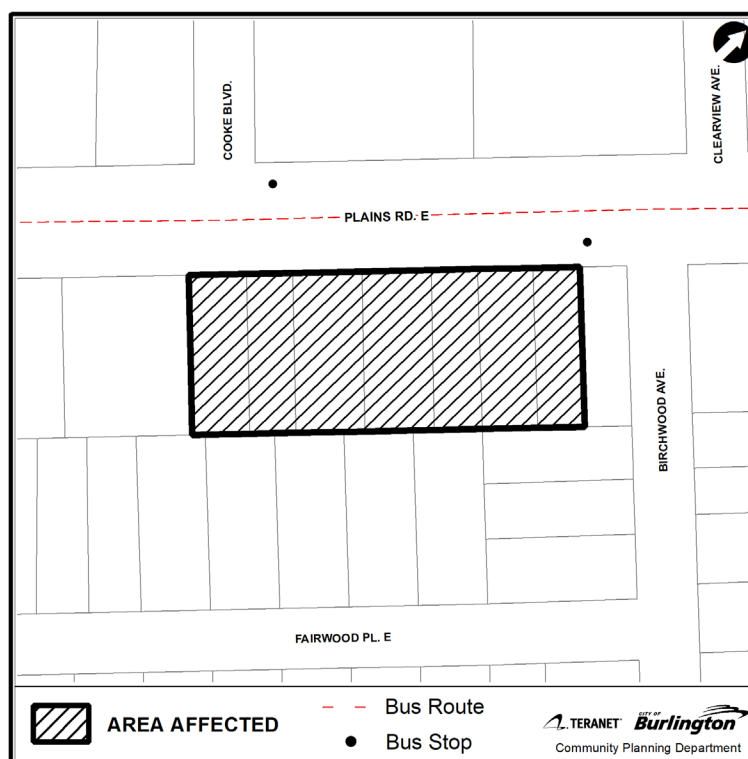 COOKE BLVD.
CLEARVIEW AVE.
PLAINS RD. E
BIRCHWOOD AVE.
FAIRWOOD PL. E
AREA AFFECTED
Bus Route
Bus Stop
TERANET
CITY OF
Burlington
Community Planning Department